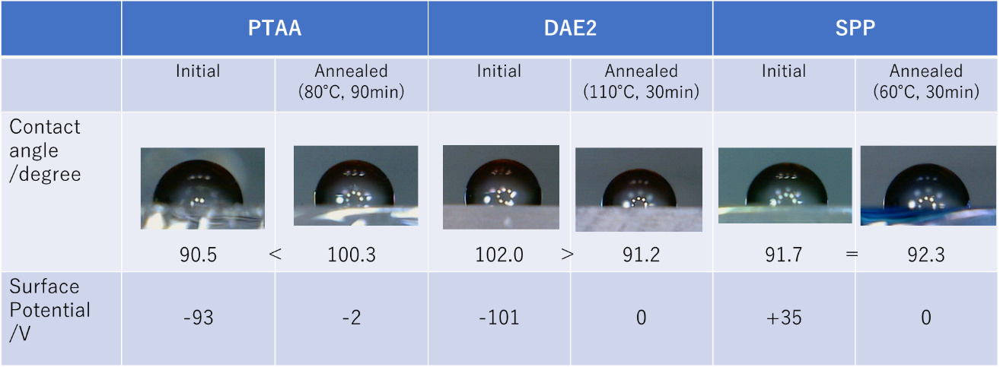 PTAA DAE2 SPP
Initial Annealed Initial Annealed Initial Annealed
(80°C, 90min) (110°C, 30min) (60°C, 30min)
Contact
angle
/degree
90.5 < 100.3 102.0 > 91.2 91.7 = 92.3
Surface
Potential
/V
-93 -2 -101 0 +35 0